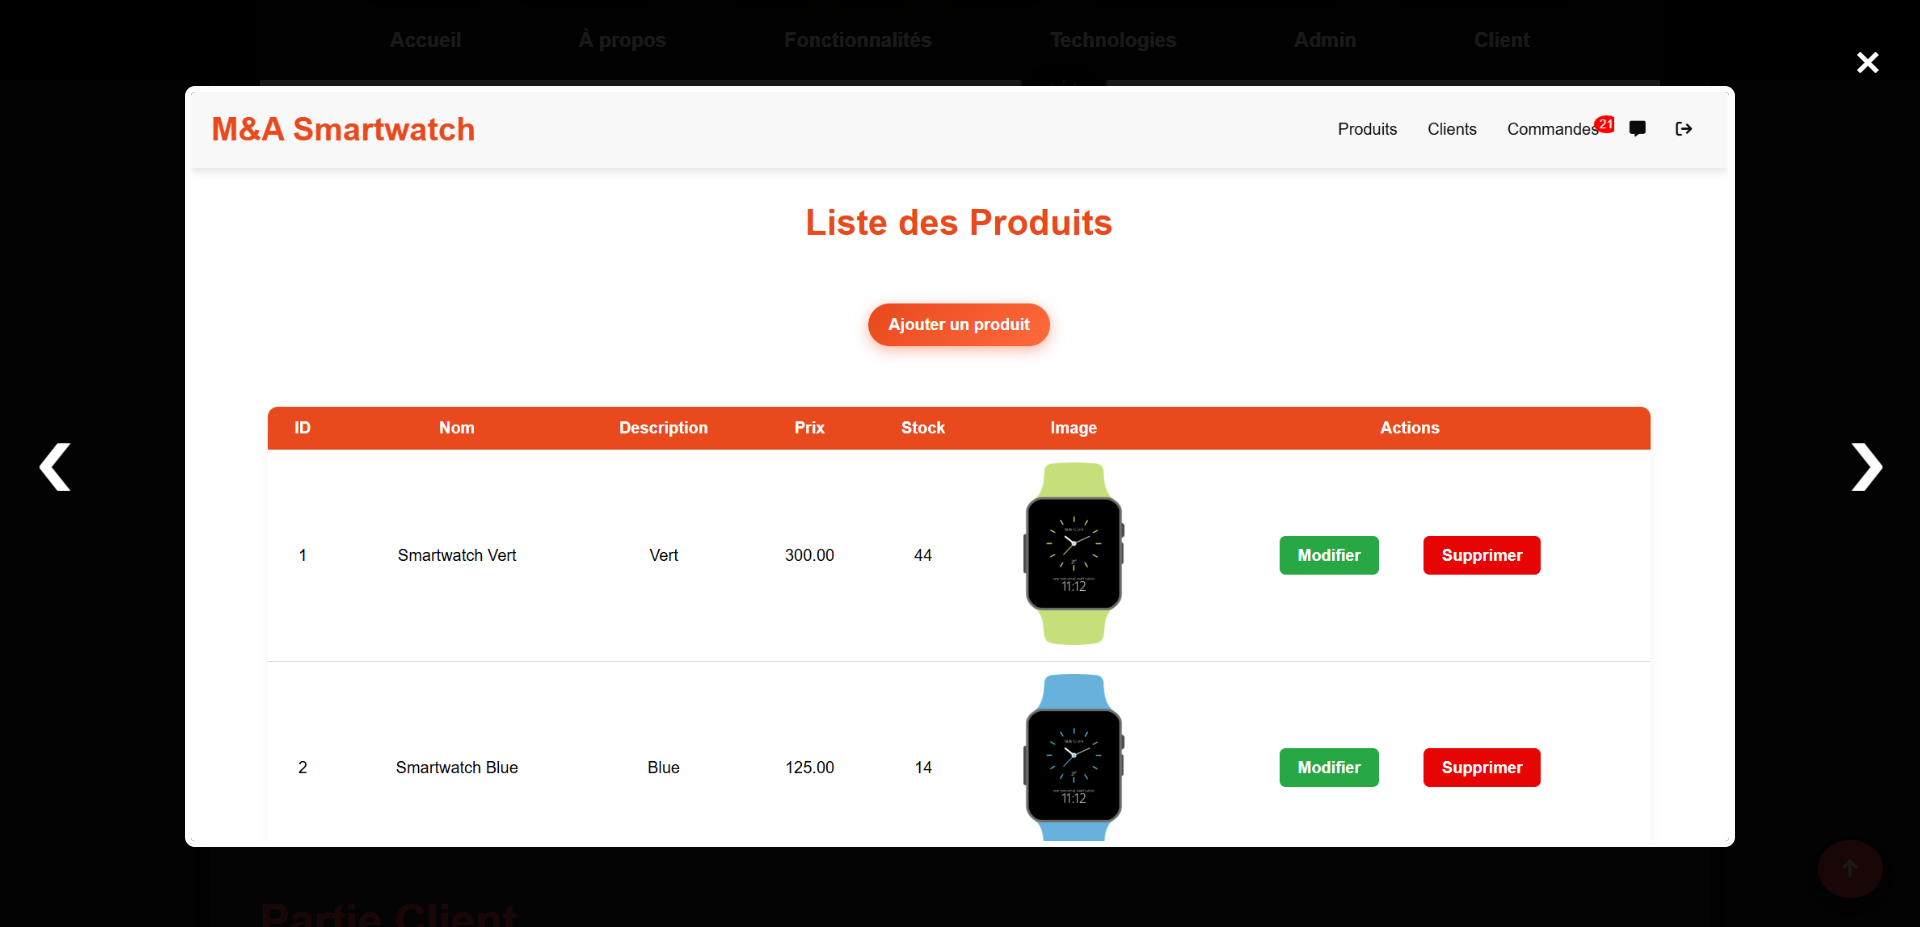 Accueil À propos Fonctionnalités Technologies Admin Client
M&A Smartwatch
Produits Clients Commandes 21
Liste des Produits
Ajouter un produit
ID Nom Description Prix Stock Image Actions
11:12
1 Smartwatch Vert Vert 300.00 44 Modifier Supprimer
11:12
2 Smartwatch Blue Blue 125.00 14 Modifier Supprimer
Partie Client